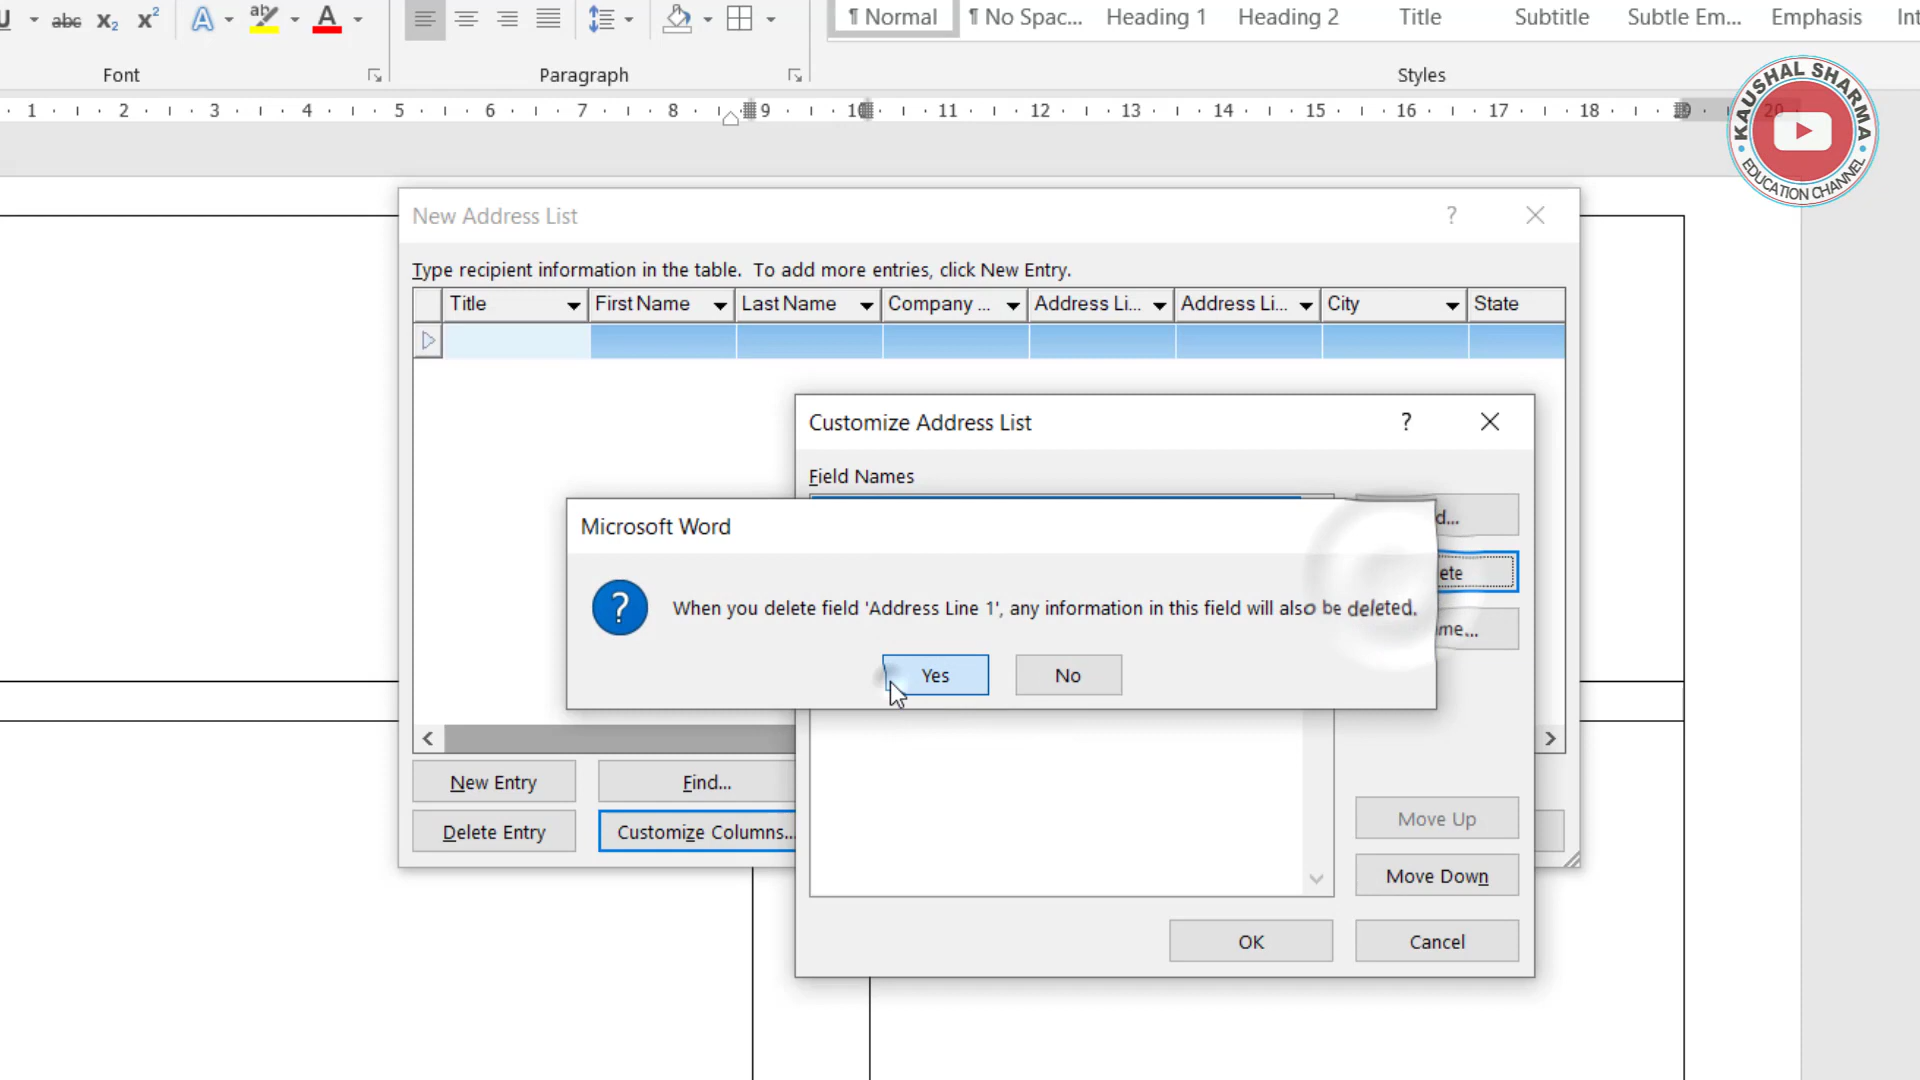 abc X₂ X² A ab A
¶ Normal ¶ No Spac... Heading 1 Heading 2 Title Subtitle Subtle Em... Emphasis
Font Paragraph Styles
1 2 3 4 5 6 7 8 9 10 11 12 13 14 15 16 17 18 19 20
KAUSHAL SHARMA
EDUCATION CHANNEL
New Address List ?
Type recipient information in the table. To add more entries, click New Entry.
Title First Name Last Name Company ... Address Li... Address Li... City State
Customize Address List ?
Field Names
Microsoft Word
?
When you delete field 'Address Line 1', any information in this field will also be deleted.
Yes No
New Entry Find...
Delete Entry Customize Columns...
Move Up
Move Down
OK Cancel